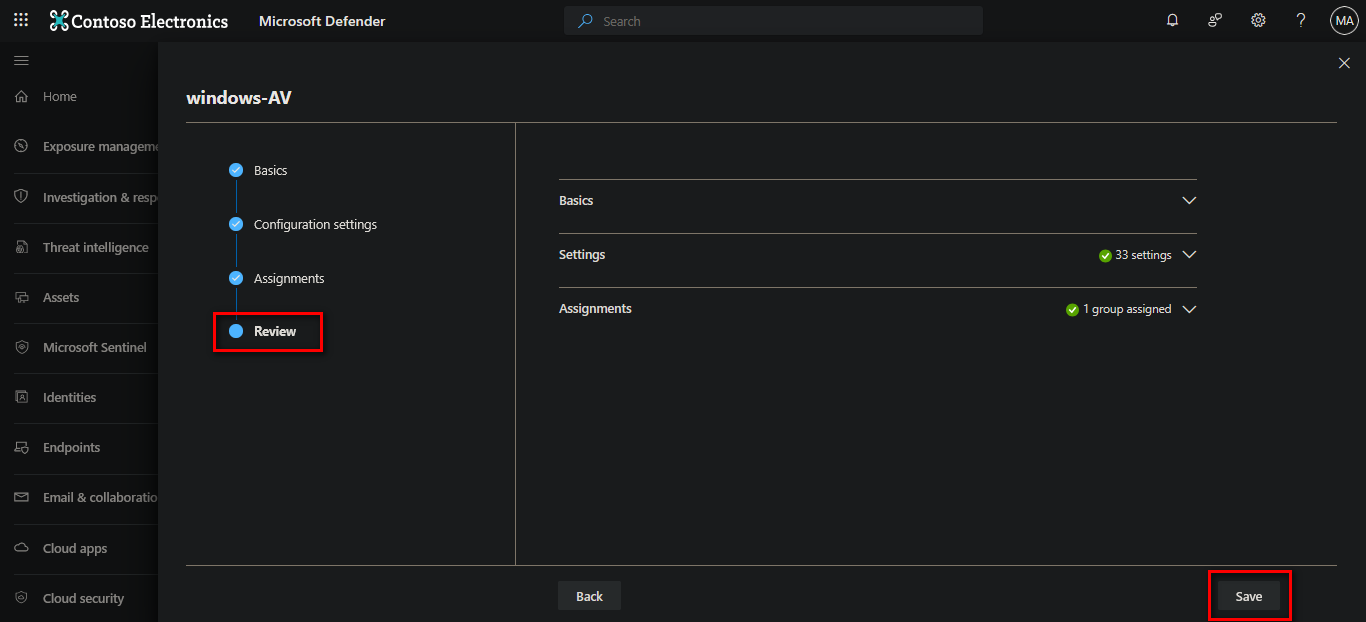 Contoso Electronics
Microsoft Defender
Search
?
MA
Home
Exposure manageme
Investigation & resp
Threat intelligence
Assets
Microsoft Sentinel
Identities
Endpoints
Email & collaboratio
Cloud apps
Cloud security
windows-AV
Basics
Configuration settings
Assignments
Review
Basics
Settings
33 settings
Assignments
1 group assigned
Back
Save